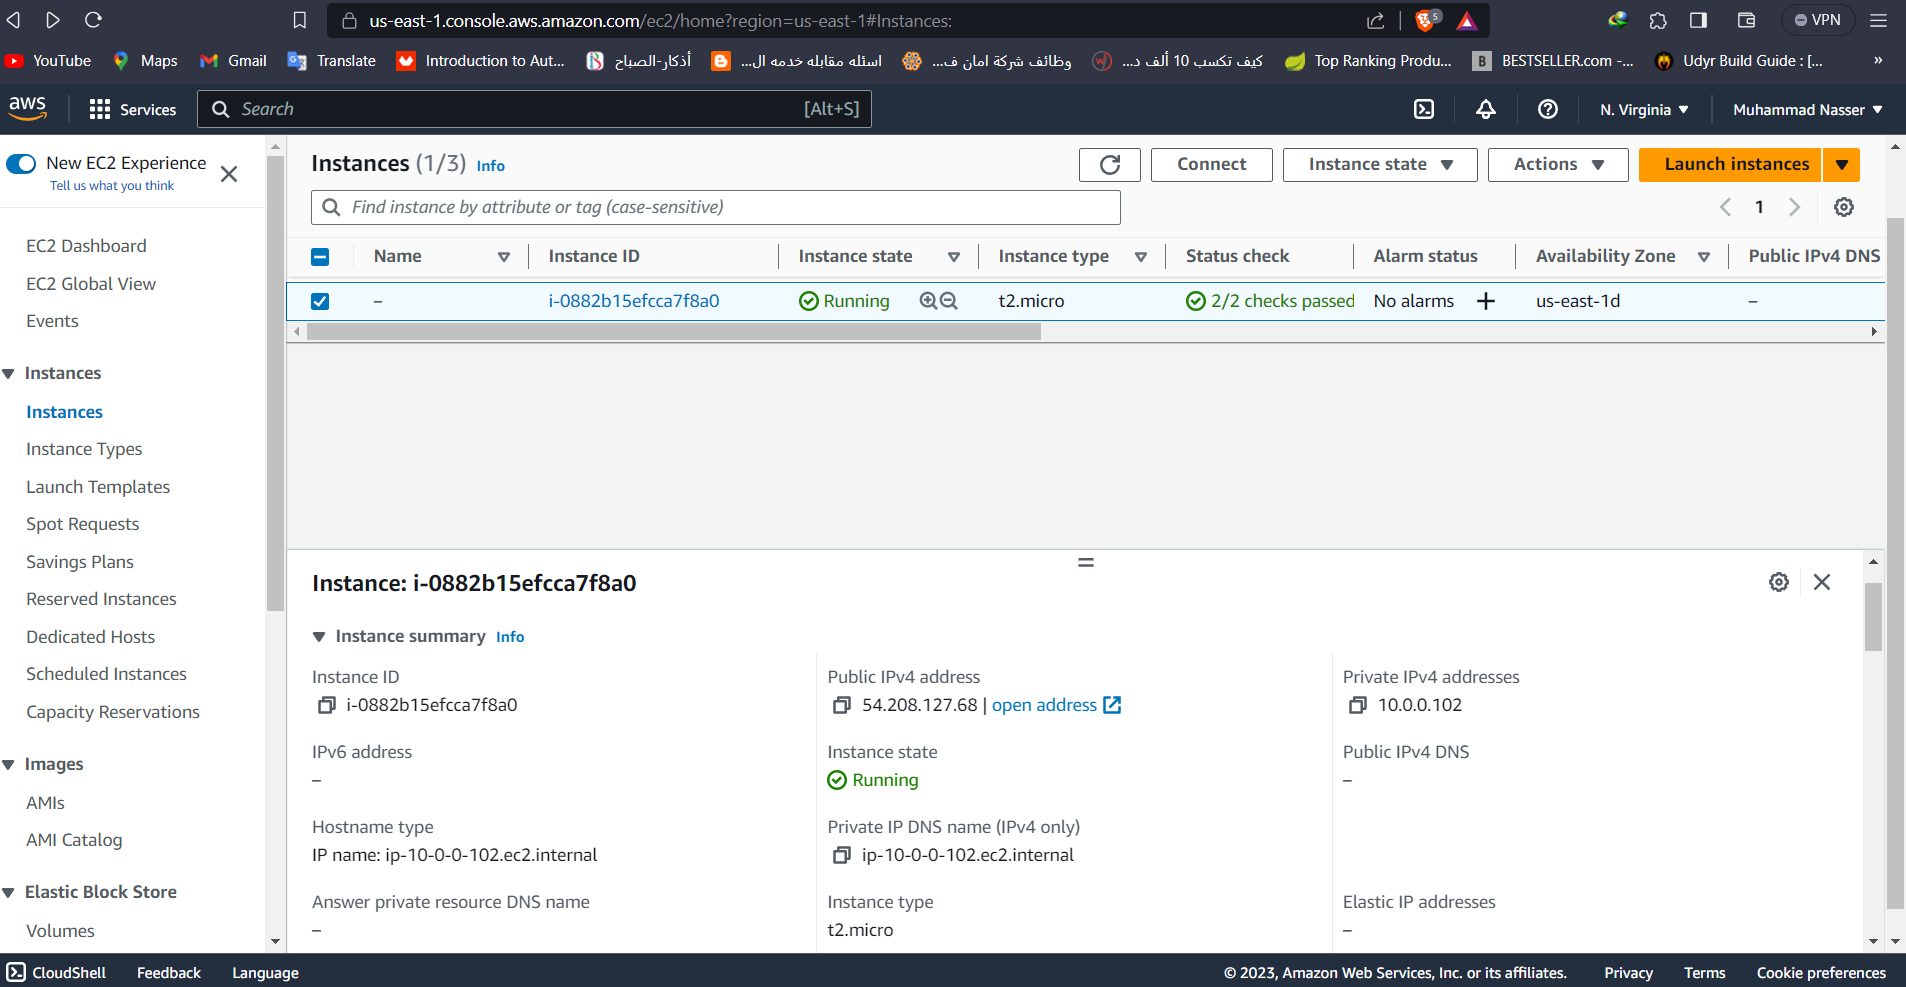 us-east-1.console.aws.amazon.com/ec2/home?region=us-east-1#Instances:
5
VPN
YouTube
Maps
Gmail
Translate
Introduction to Aut...
أذكار-الصباح
اسئله مقابله خدمه ال...
وظائف شركة امان ف...
كيف تكسب 10 ألف د...
Top Ranking Produ...
B BESTSELLER.com -...
Udyr Build Guide : [...
»
aws
Services
Search
[Alt+S]
N. Virginia
Muhammad Nasser
New EC2 Experience
Tell us what you think
EC2 Dashboard
EC2 Global View
Events
Instances
Instances
Instance Types
Launch Templates
Spot Requests
Savings Plans
Reserved Instances
Dedicated Hosts
Scheduled Instances
Capacity Reservations
Images
AMIs
AMI Catalog
Elastic Block Store
Volumes
Instances (1/3) Info
Connect
Instance state
Actions
Launch instances
Find instance by attribute or tag (case-sensitive)
1
Name Instance ID Instance state Instance type Status check Alarm status Availability Zone Public IPv4 DNS
– i-0882b15efcca7f8a0 Running t2.micro 2/2 checks passed No alarms + us-east-1d –
Instance: i-0882b15efcca7f8a0
Instance summary Info
Instance ID
i-0882b15efcca7f8a0
Public IPv4 address
54.208.127.68 | open address
Private IPv4 addresses
10.0.0.102
IPv6 address
–
Instance state
Running
Public IPv4 DNS
–
Hostname type
IP name: ip-10-0-0-102.ec2.internal
Private IP DNS name (IPv4 only)
ip-10-0-0-102.ec2.internal
Answer private resource DNS name
–
Instance type
t2.micro
Elastic IP addresses
–
CloudShell
Feedback
Language
© 2023, Amazon Web Services, Inc. or its affiliates.
Privacy
Terms
Cookie preferences